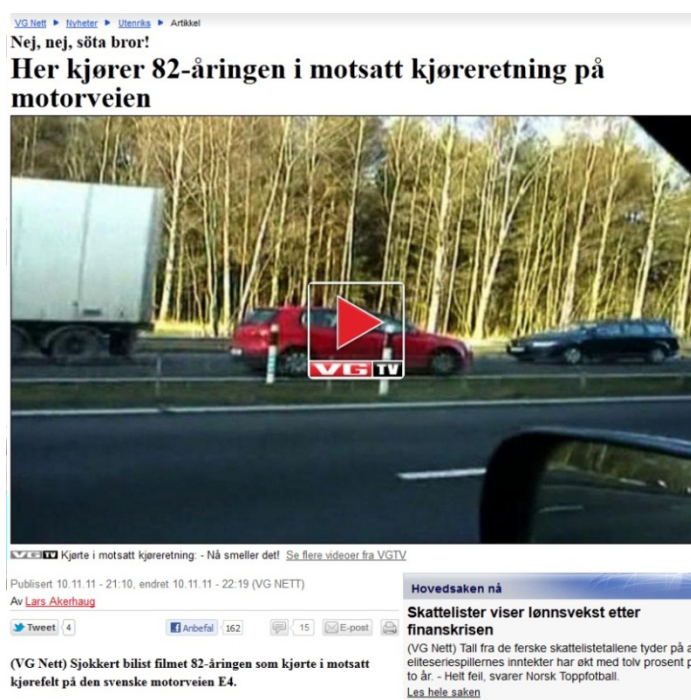 VG Nett ▶ Nyheter ▶ Utenriks ▶ Artikkel
Nej, nej, söta bror!
Her kjører 82-åringen i motsatt kjøreretning på
motorveien
VG TV
VG TV Kjørte i motsatt kjøreretning: - Nå smeller det! Se flere videoer fra VGTV
Publisert 10.11.11 - 21:10, endret 10.11.11 - 22:19 (VG NETT)
Av Lars Akerhaug
Tweet 4 Anbefal 162 15 E-post
(VG Nett) Sjokkert bilist filmet 82-åringen som kjørte i motsatt
kjørefelt på den svenske motorveien E4.
Hovedsaken nå
Skattelister viser lønnsvekst etter
finanskrisen
(VG Nett) Tall fra de ferske skattelistetallene tyder på a
eliteseriespillernes inntekter har økt med tolv prosent p
to år. - Helt feil, svarer Norsk Toppfotball.
Les hele saken